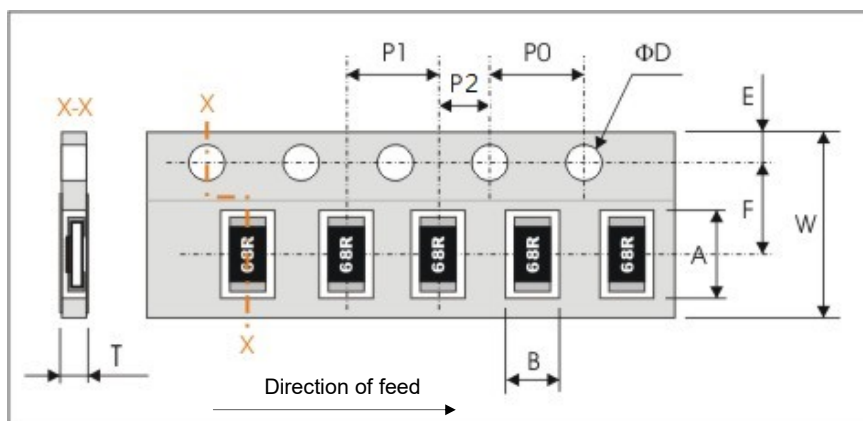 P1
P0
ΦD
P2
E
X-X
X
F
W
A
68R
68R
68R
68R
68R
X
T
B
Direction of feed